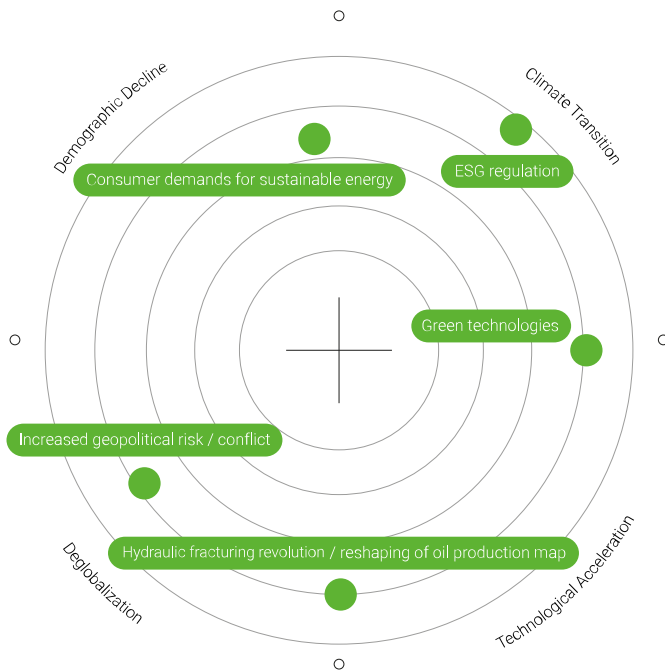 Demographic Decline
Climate Transition
Consumer demands for sustainable energy
ESG regulation
Green technologies
Increased geopolitical risk / conflict
Hydraulic fracturing revolution / reshaping of oil production map
Deglobalization
Technological Acceleration